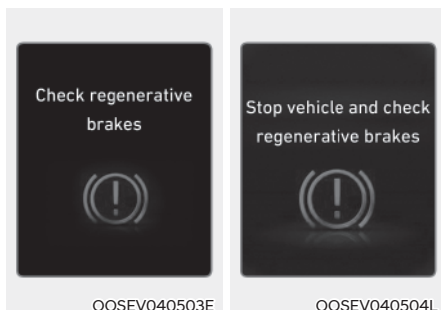 Check regenerative
brakes
OOSEV040503E
Stop vehicle and check
regenerative brakes
OOSEV040504L